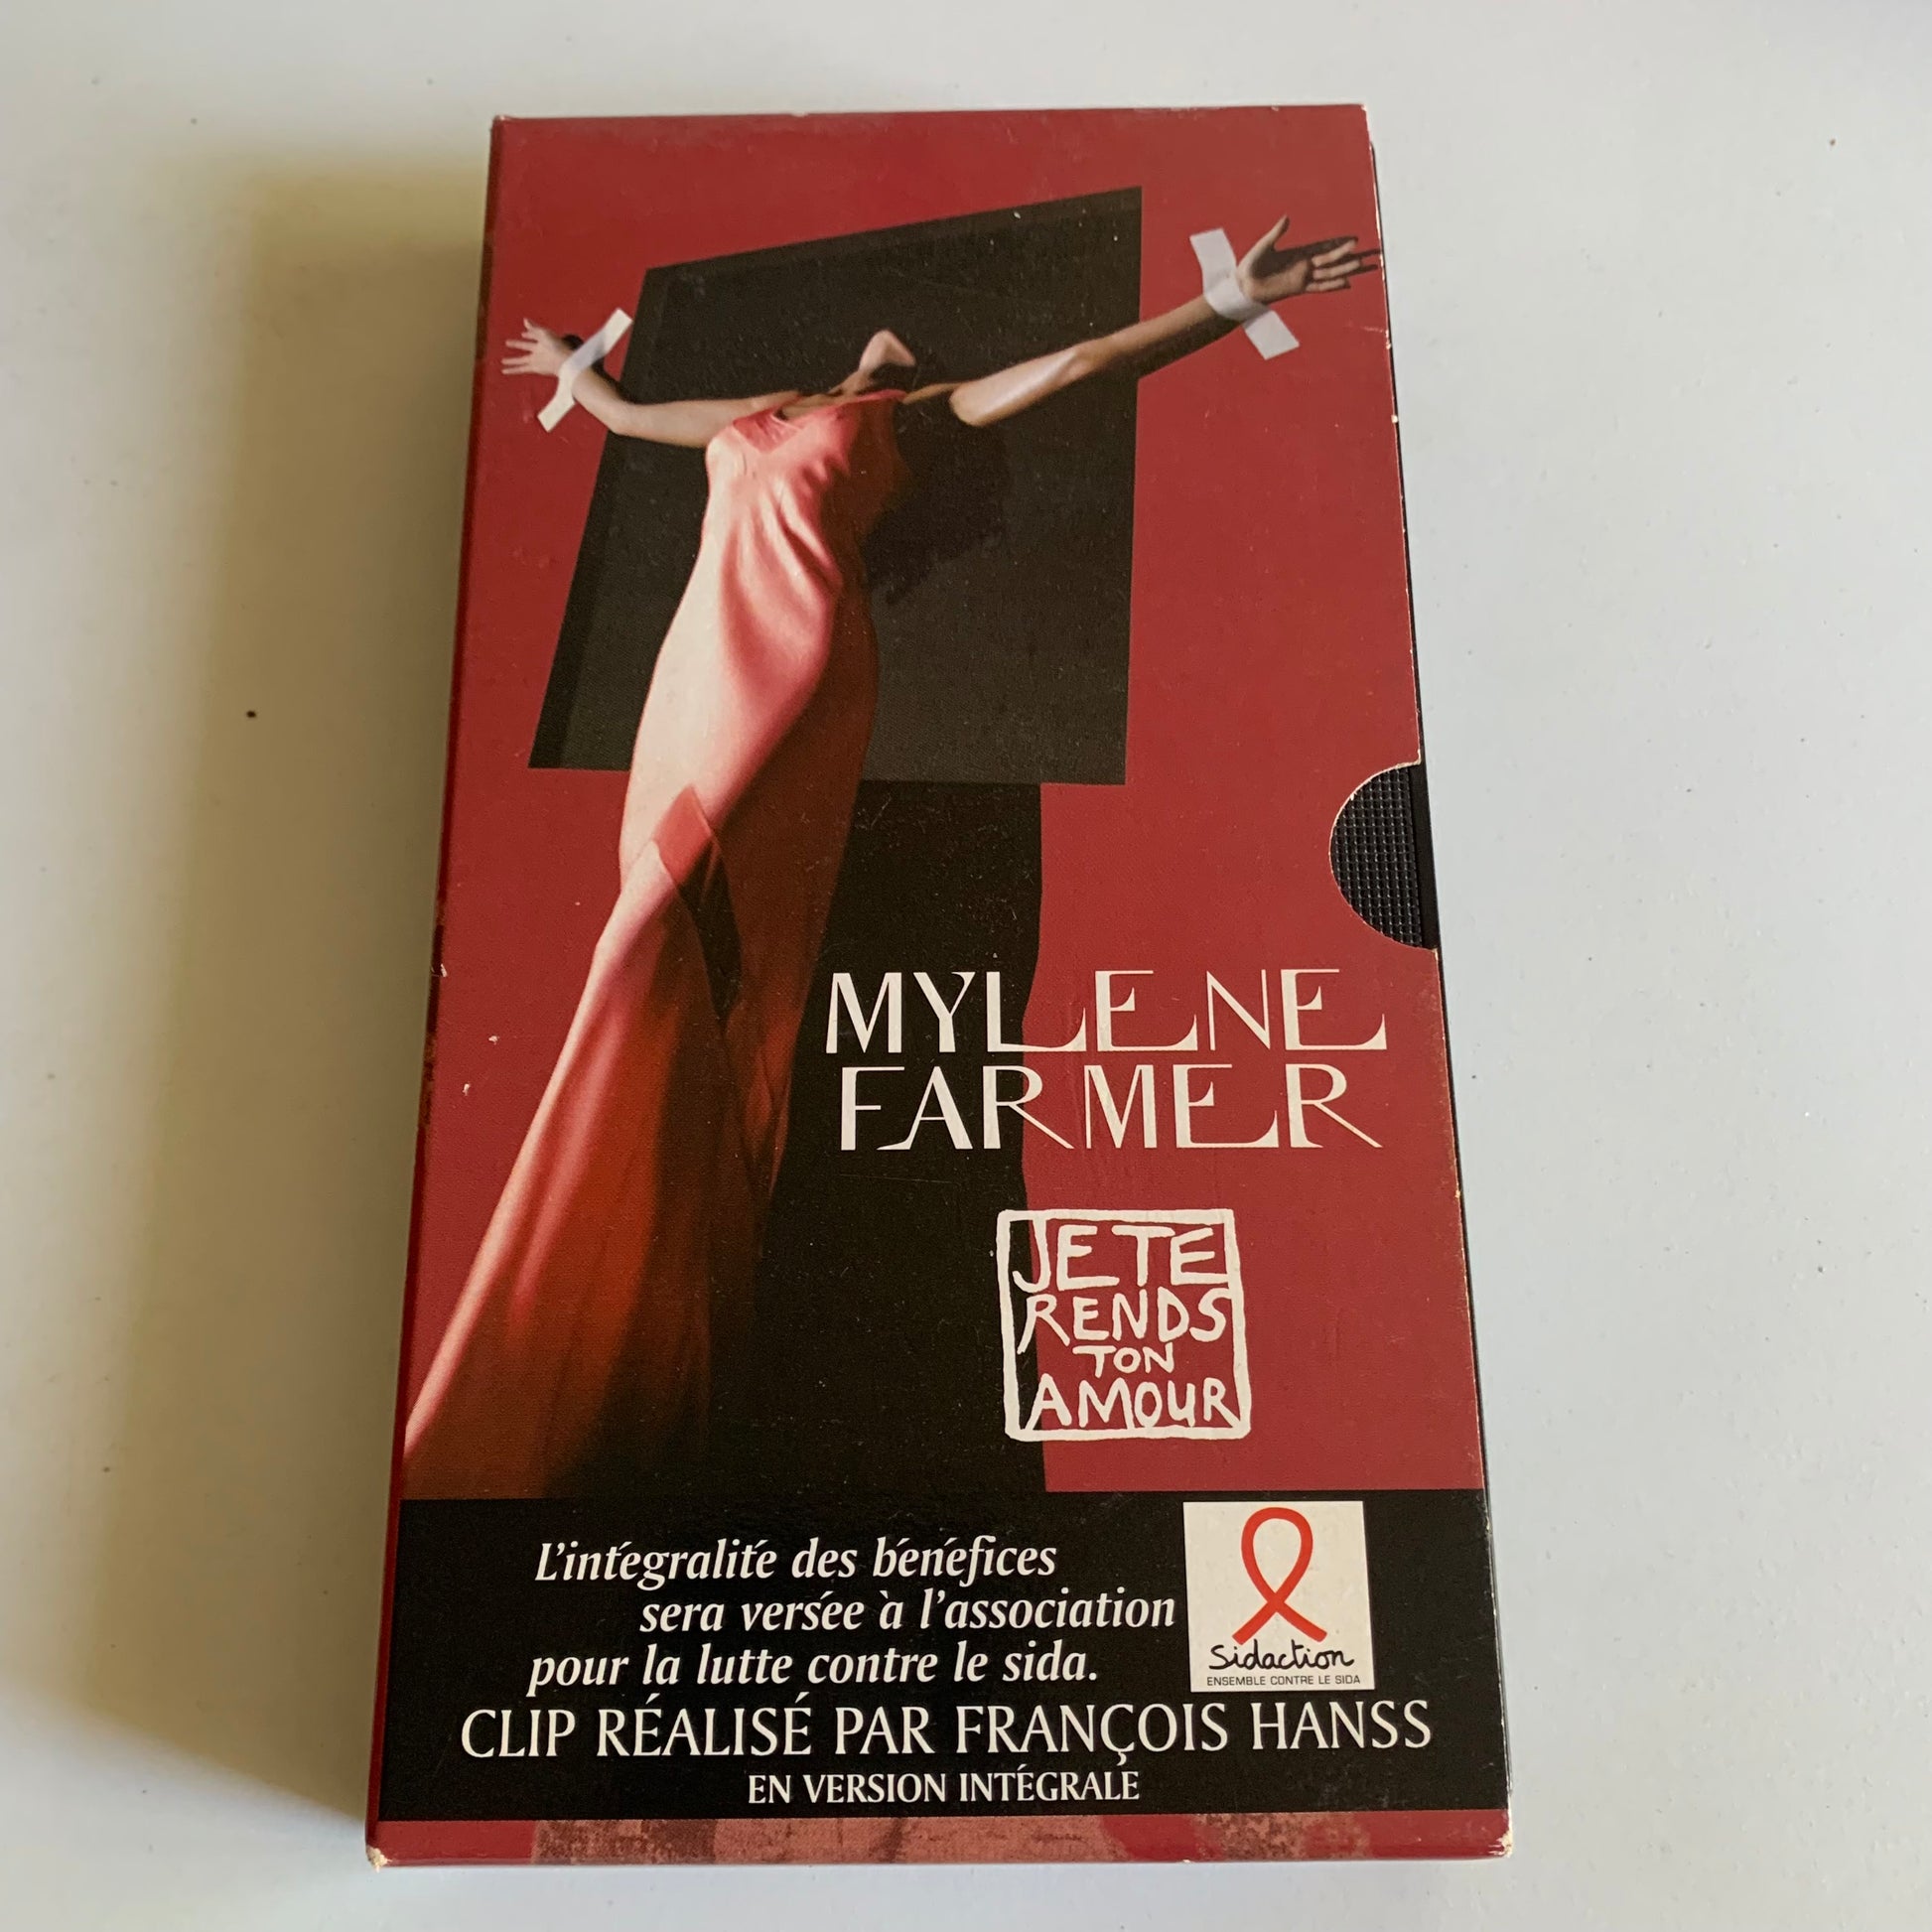 MYLENE
FARMER
JE TE
RENDS
TON
AMOUR
L'intégralité des bénéfices
sera versée à l'association
pour la lutte contre le sida.
Sidaction
ENSEMBLE CONTRE LE SIDA
CLIP RÉALISÉ PAR FRANÇOIS HANSS
EN VERSION INTÉGRALE